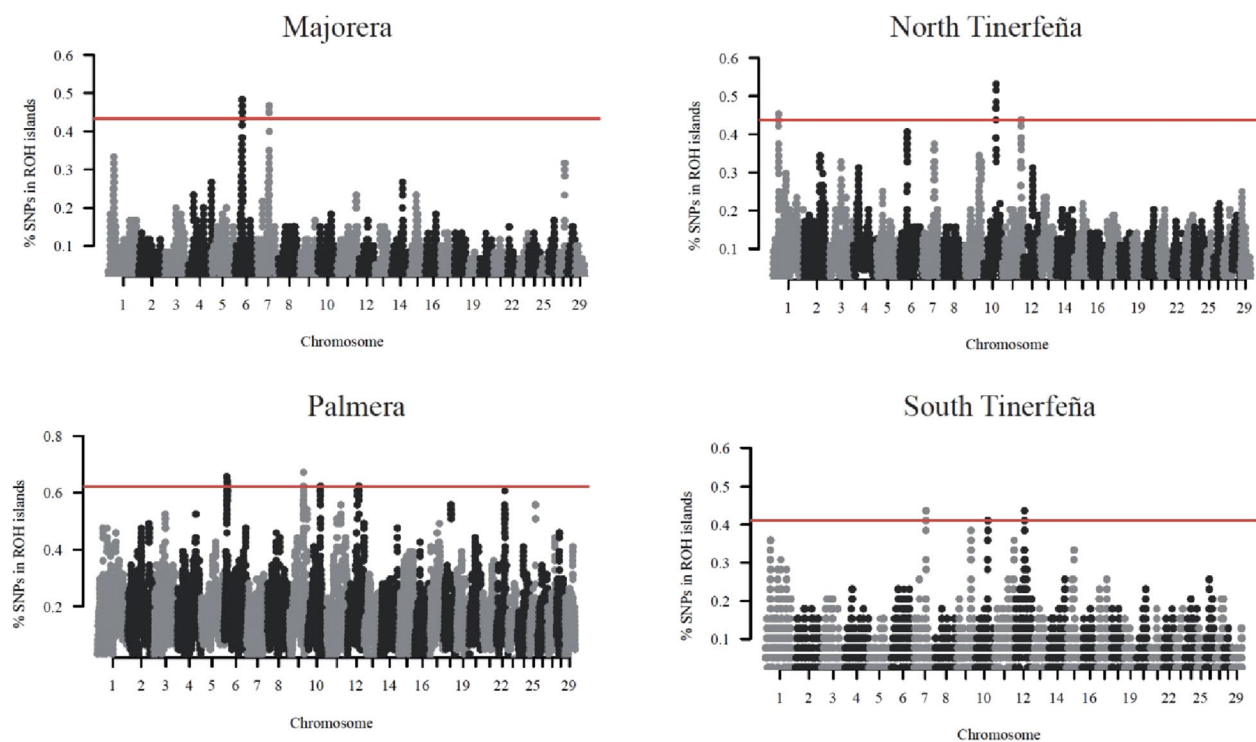 Majorera
% SNPs in ROH islands
0.6
0.5
0.4
0.3
0.2
0.1
1 2 3 4 5 6 7 8 10 12 14 16 19 22 25 29
Chromosome
North Tinerfeña
% SNPs in ROH islands
0.6
0.5
0.4
0.3
0.2
0.1
1 2 3 4 5 6 7 8 10 12 14 16 19 22 25 29
Chromosome
Palmera
% SNPs in ROH islands
0.8
0.6
0.4
0.2
1 2 3 4 5 6 7 8 10 12 14 16 19 22 25 29
Chromosome
South Tinerfeña
% SNPs in ROH islands
0.6
0.5
0.4
0.3
0.2
0.1
1 2 3 4 5 6 7 8 10 12 14 16 19 22 25 29
Chromosome